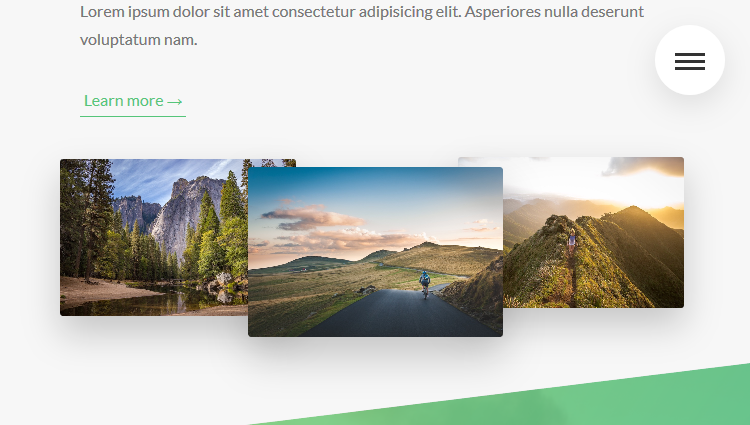 Lorem ipsum dolor sit amet consectetur adipisicing elit. Asperiores nulla deserunt
voluptatum nam.
Learn more →